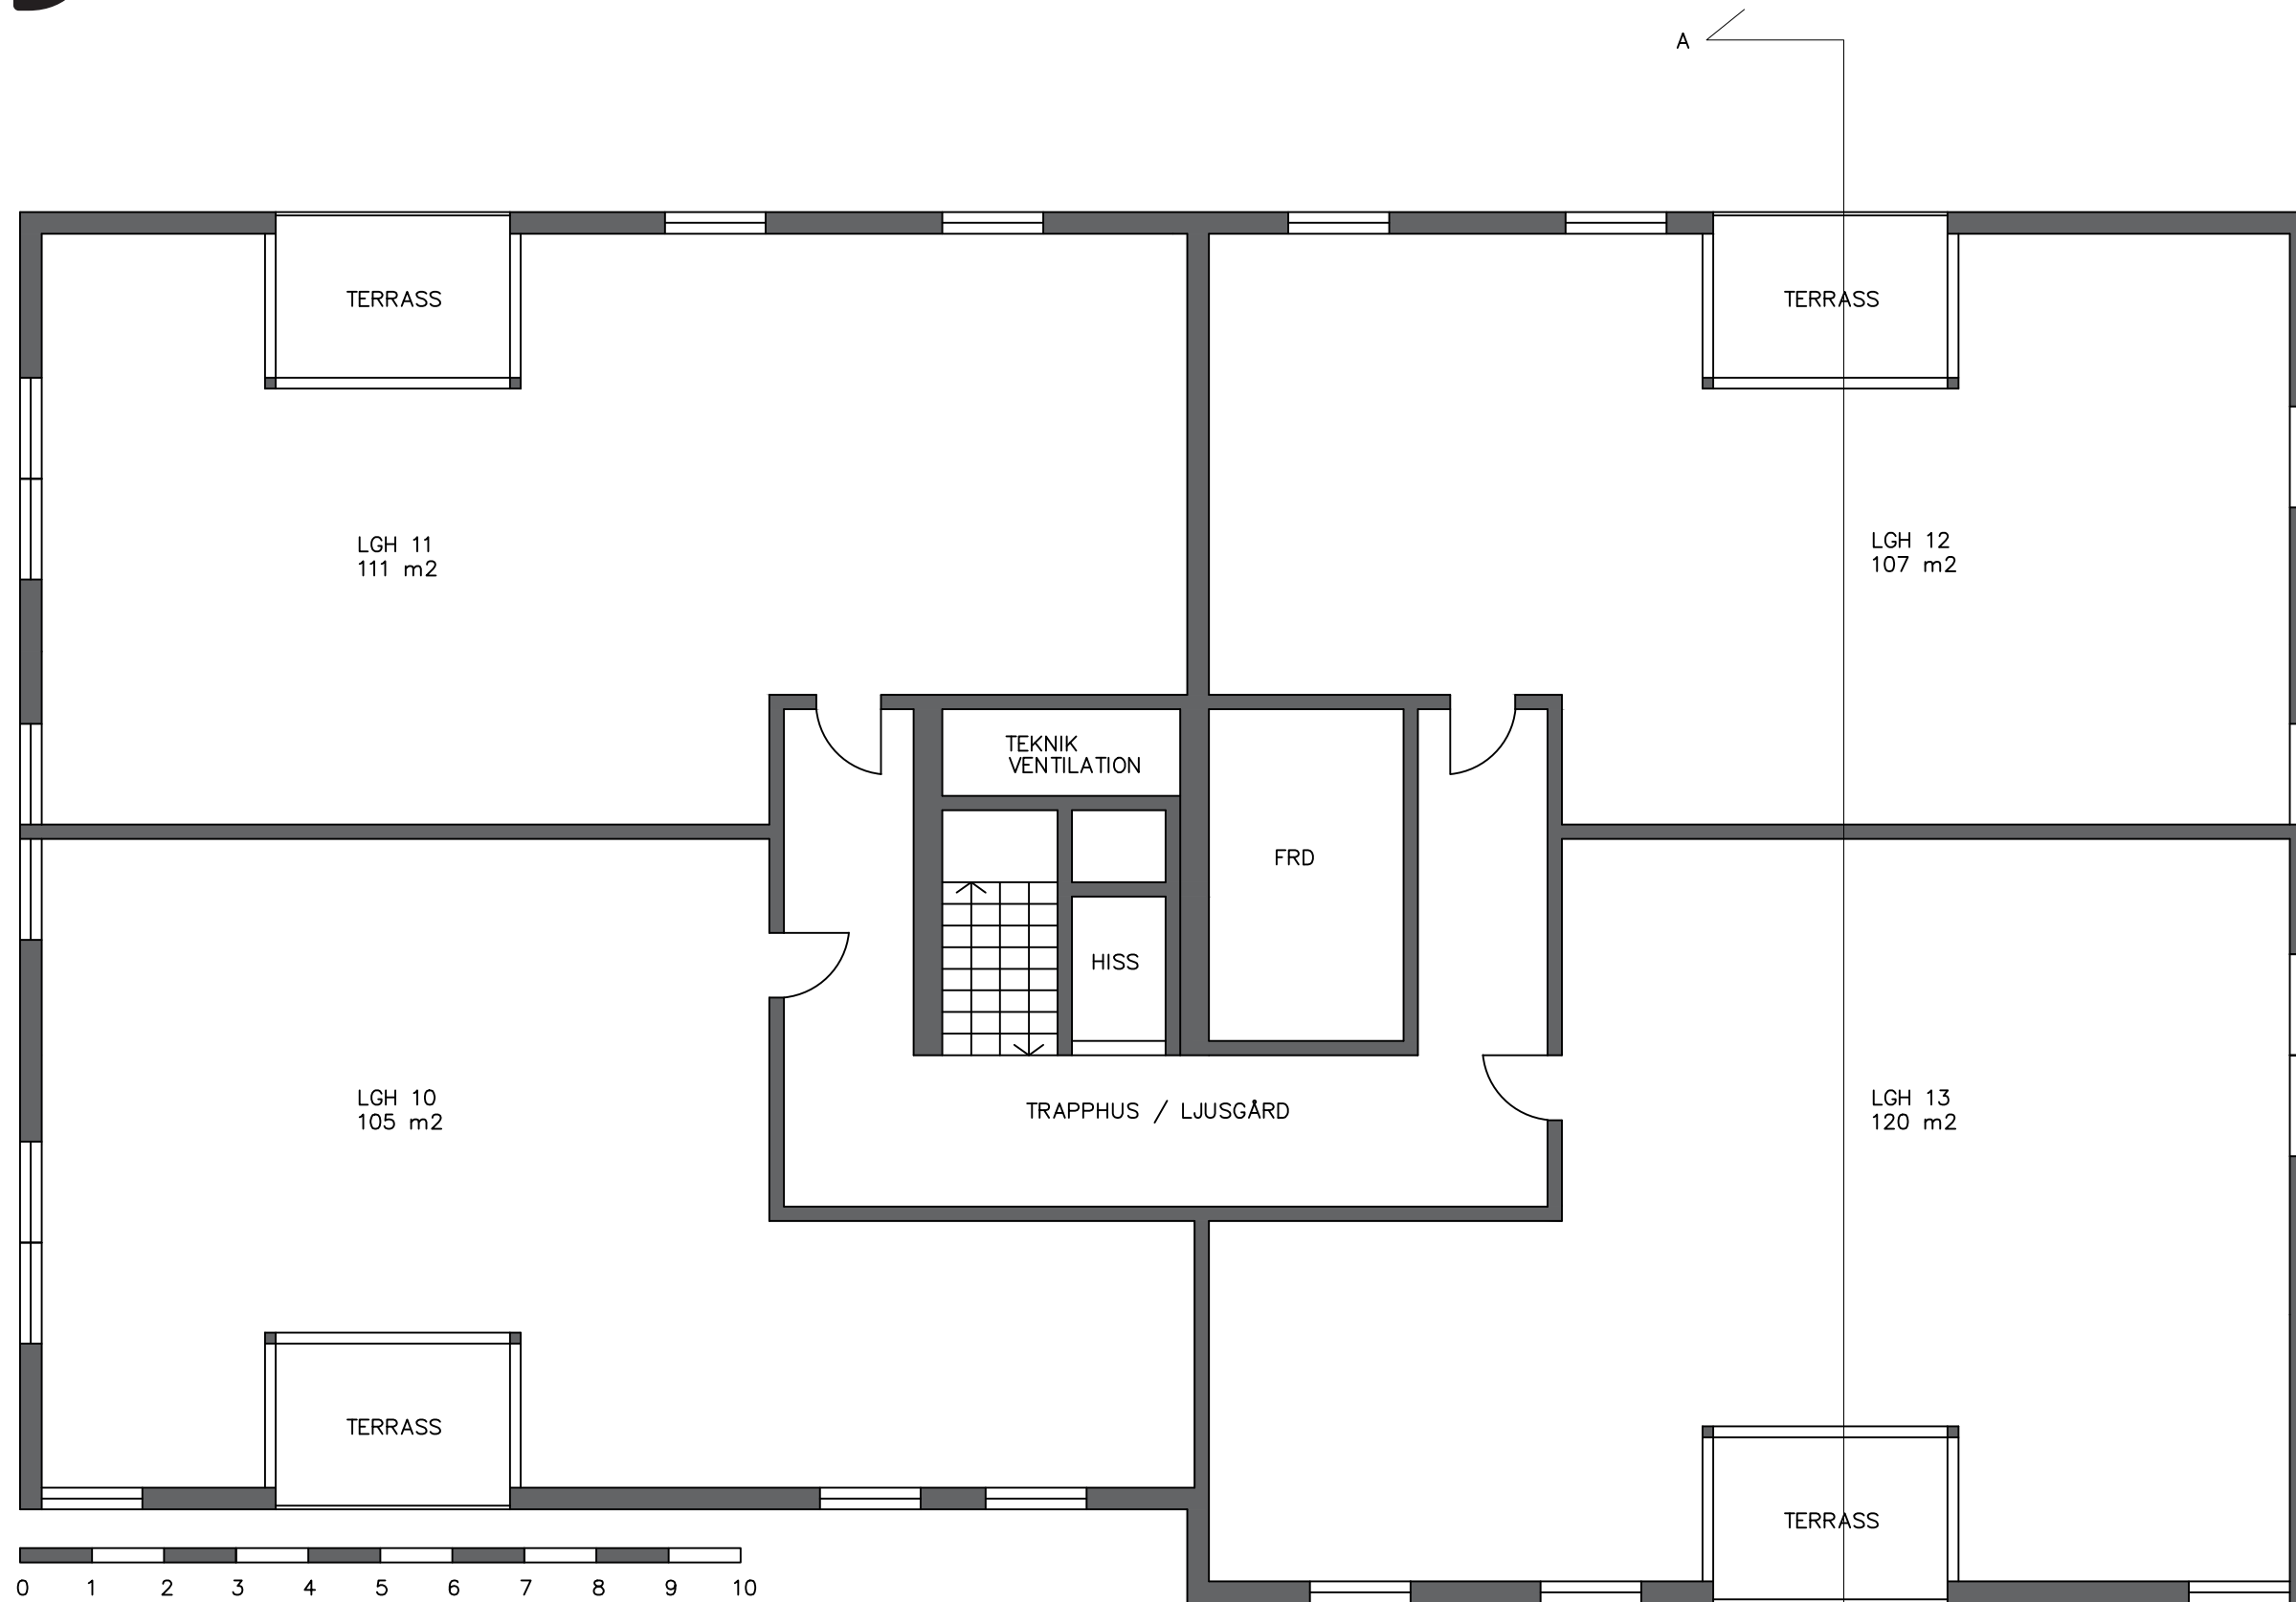 A
TERRASS
TERRASS
LGH 11
111 m2
LGH 12
107 m2
TEKNIK
VENTILATION
FRD
HISS
LGH 10
105 m2
TRAPPHUS / LJUSGÅRD
LGH 13
120 m2
TERRASS
TERRASS
0 1 2 3 4 5 6 7 8 9 10